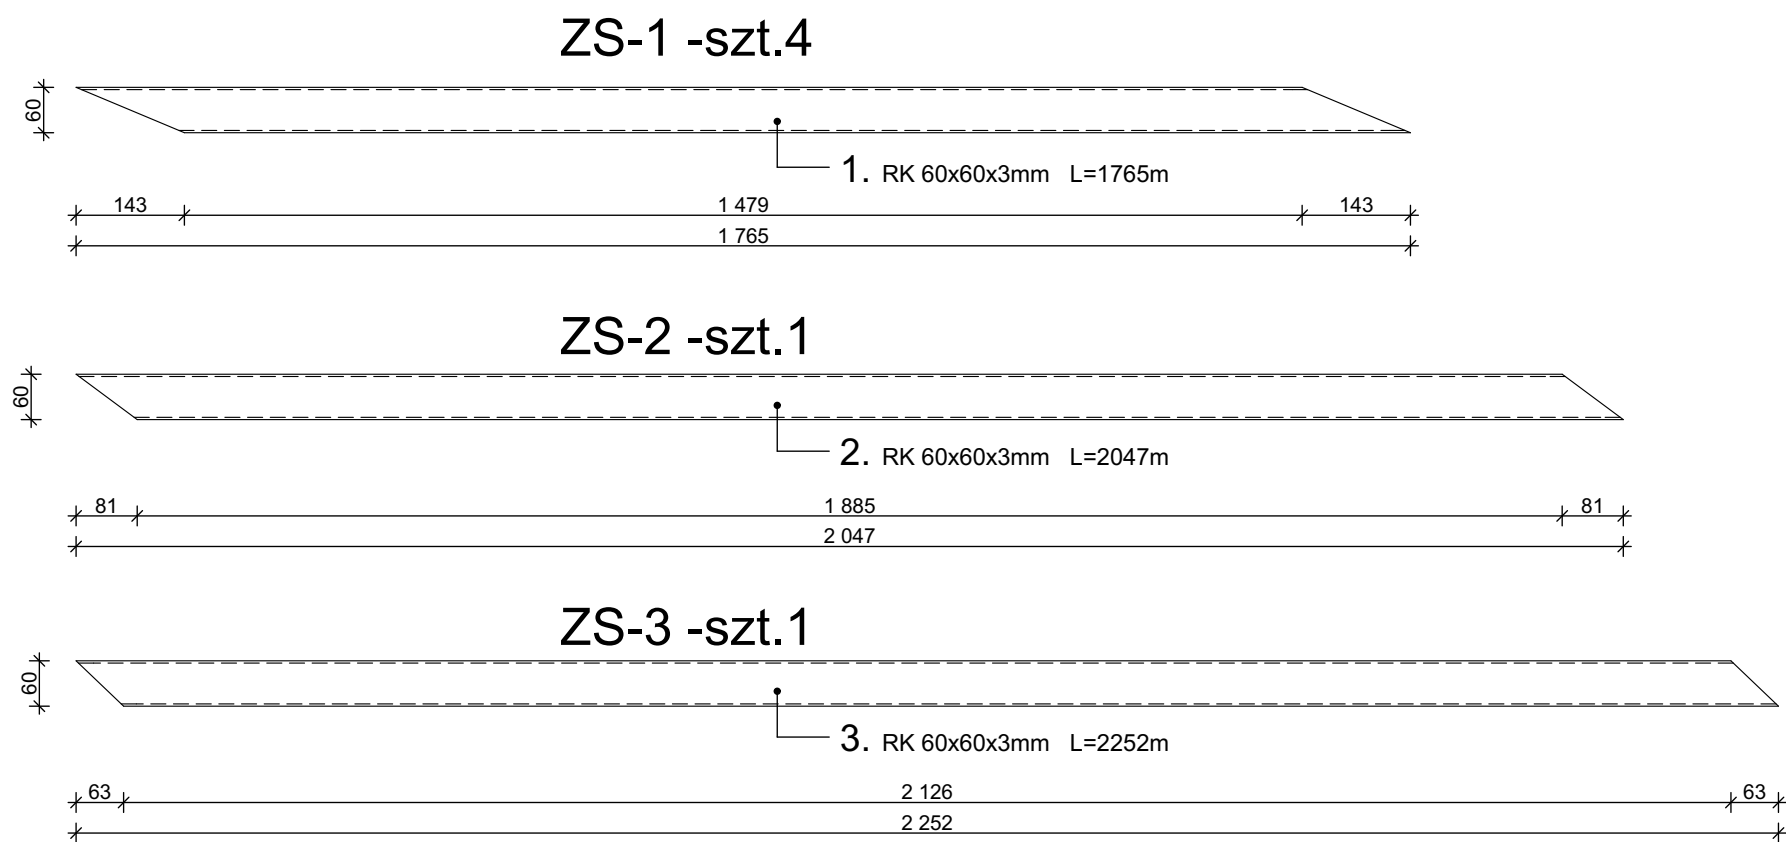 ZS-1 -szt.4
60
1. RK 60x60x3mm L=1765m
143 1 479 143
1 765
ZS-2 -szt.1
60
2. RK 60x60x3mm L=2047m
81 1 885 81
2 047
ZS-3 -szt.1
60
3. RK 60x60x3mm L=2252m
63 2 126 63
2 252